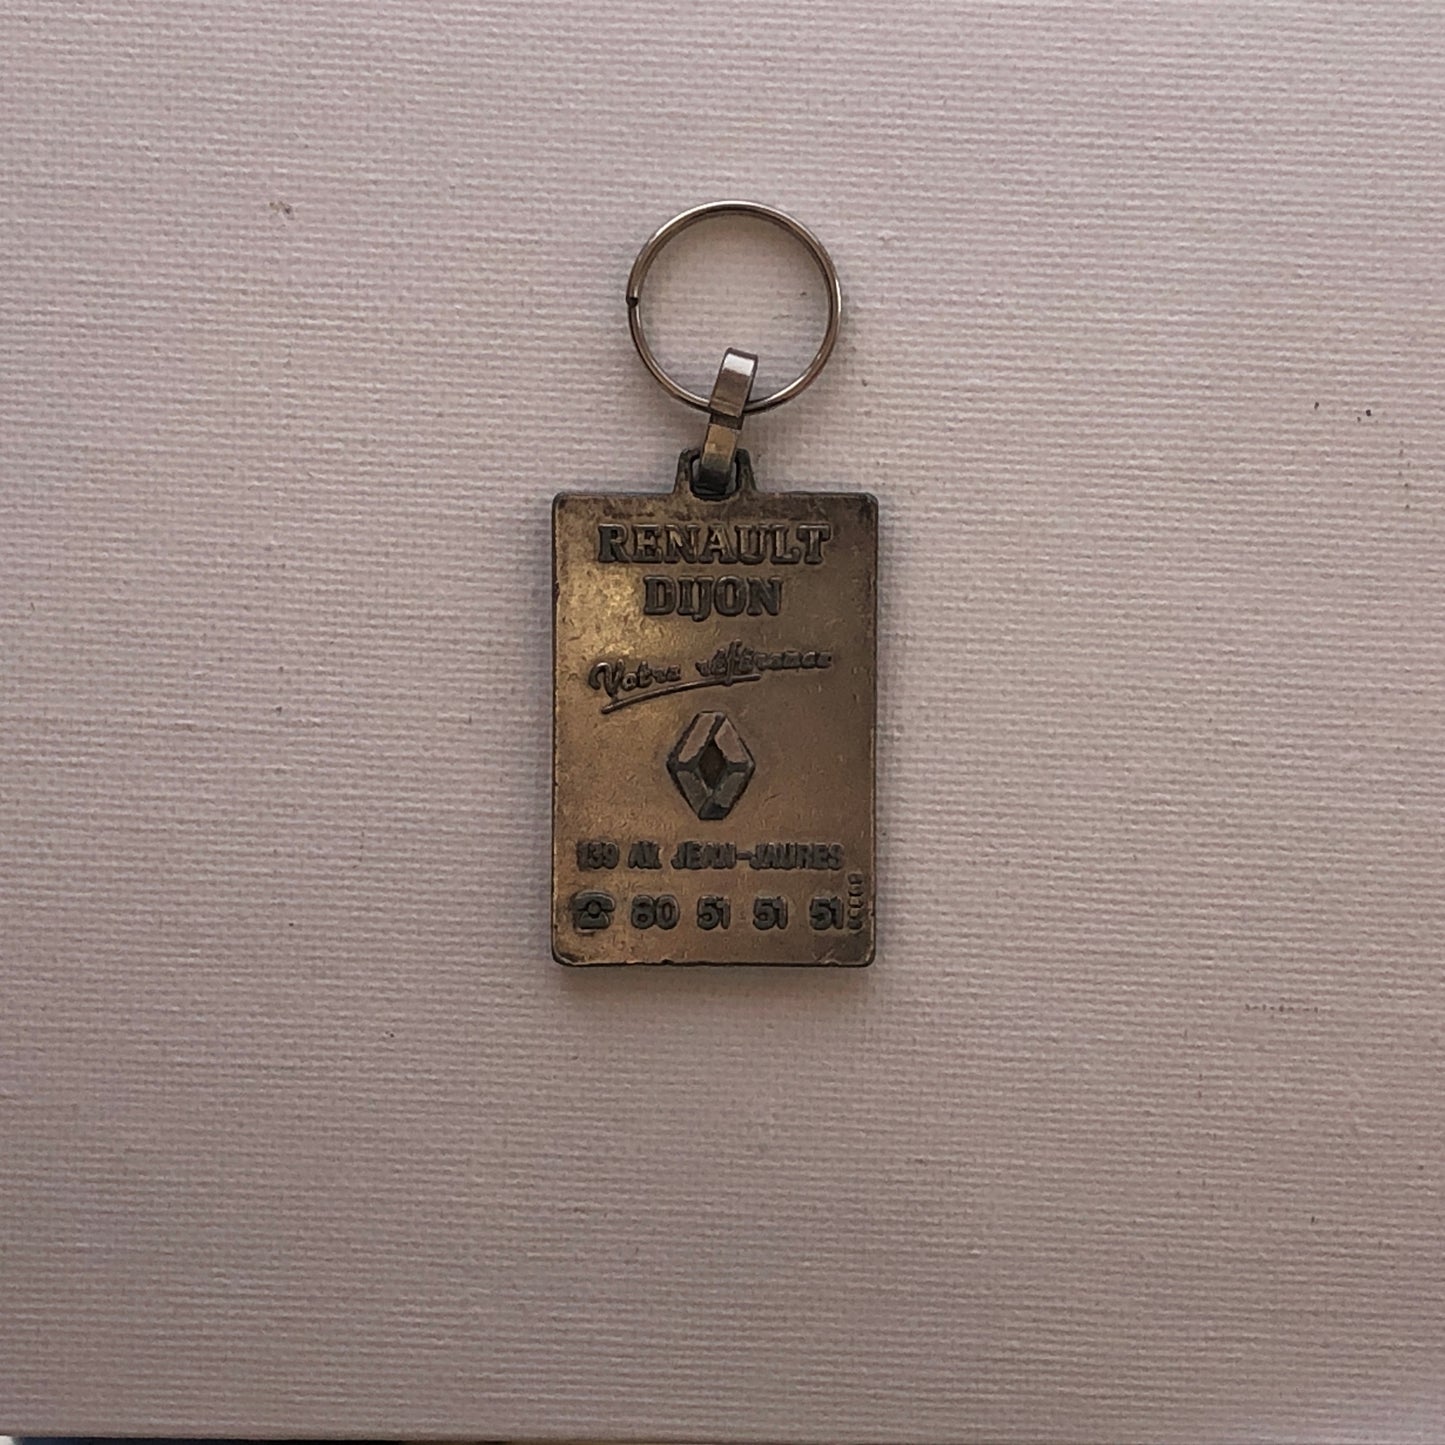 RENAULT
DIJON
Votre référence
139 AV. JEAN-JAURES
☎ 80 51 51 51